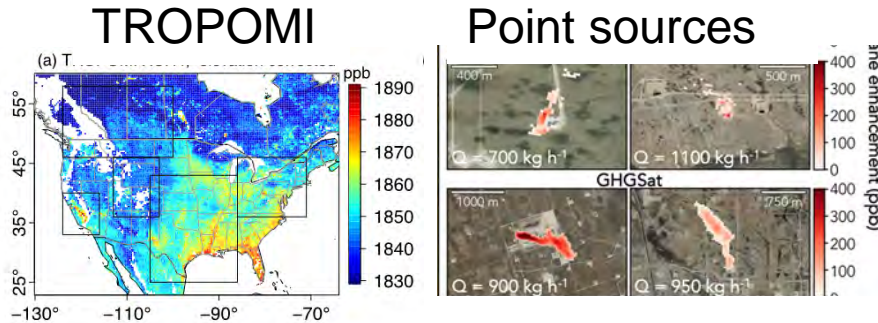 TROPOMI
Point sources
(a) T
ppb
1890
1880
1870
1860
1850
1840
1830
55°
45°
35°
25°
−130°
−110°
−90°
−70°
400 m
Q = 700 kg h⁻¹
500 m
Q = 1100 kg h⁻¹
GHGSat
1000 m
Q = 900 kg h⁻¹
750 m
Q = 950 kg h⁻¹
400
300
200
100
0
400
300
200
100
0
ane enhancement (ppb)